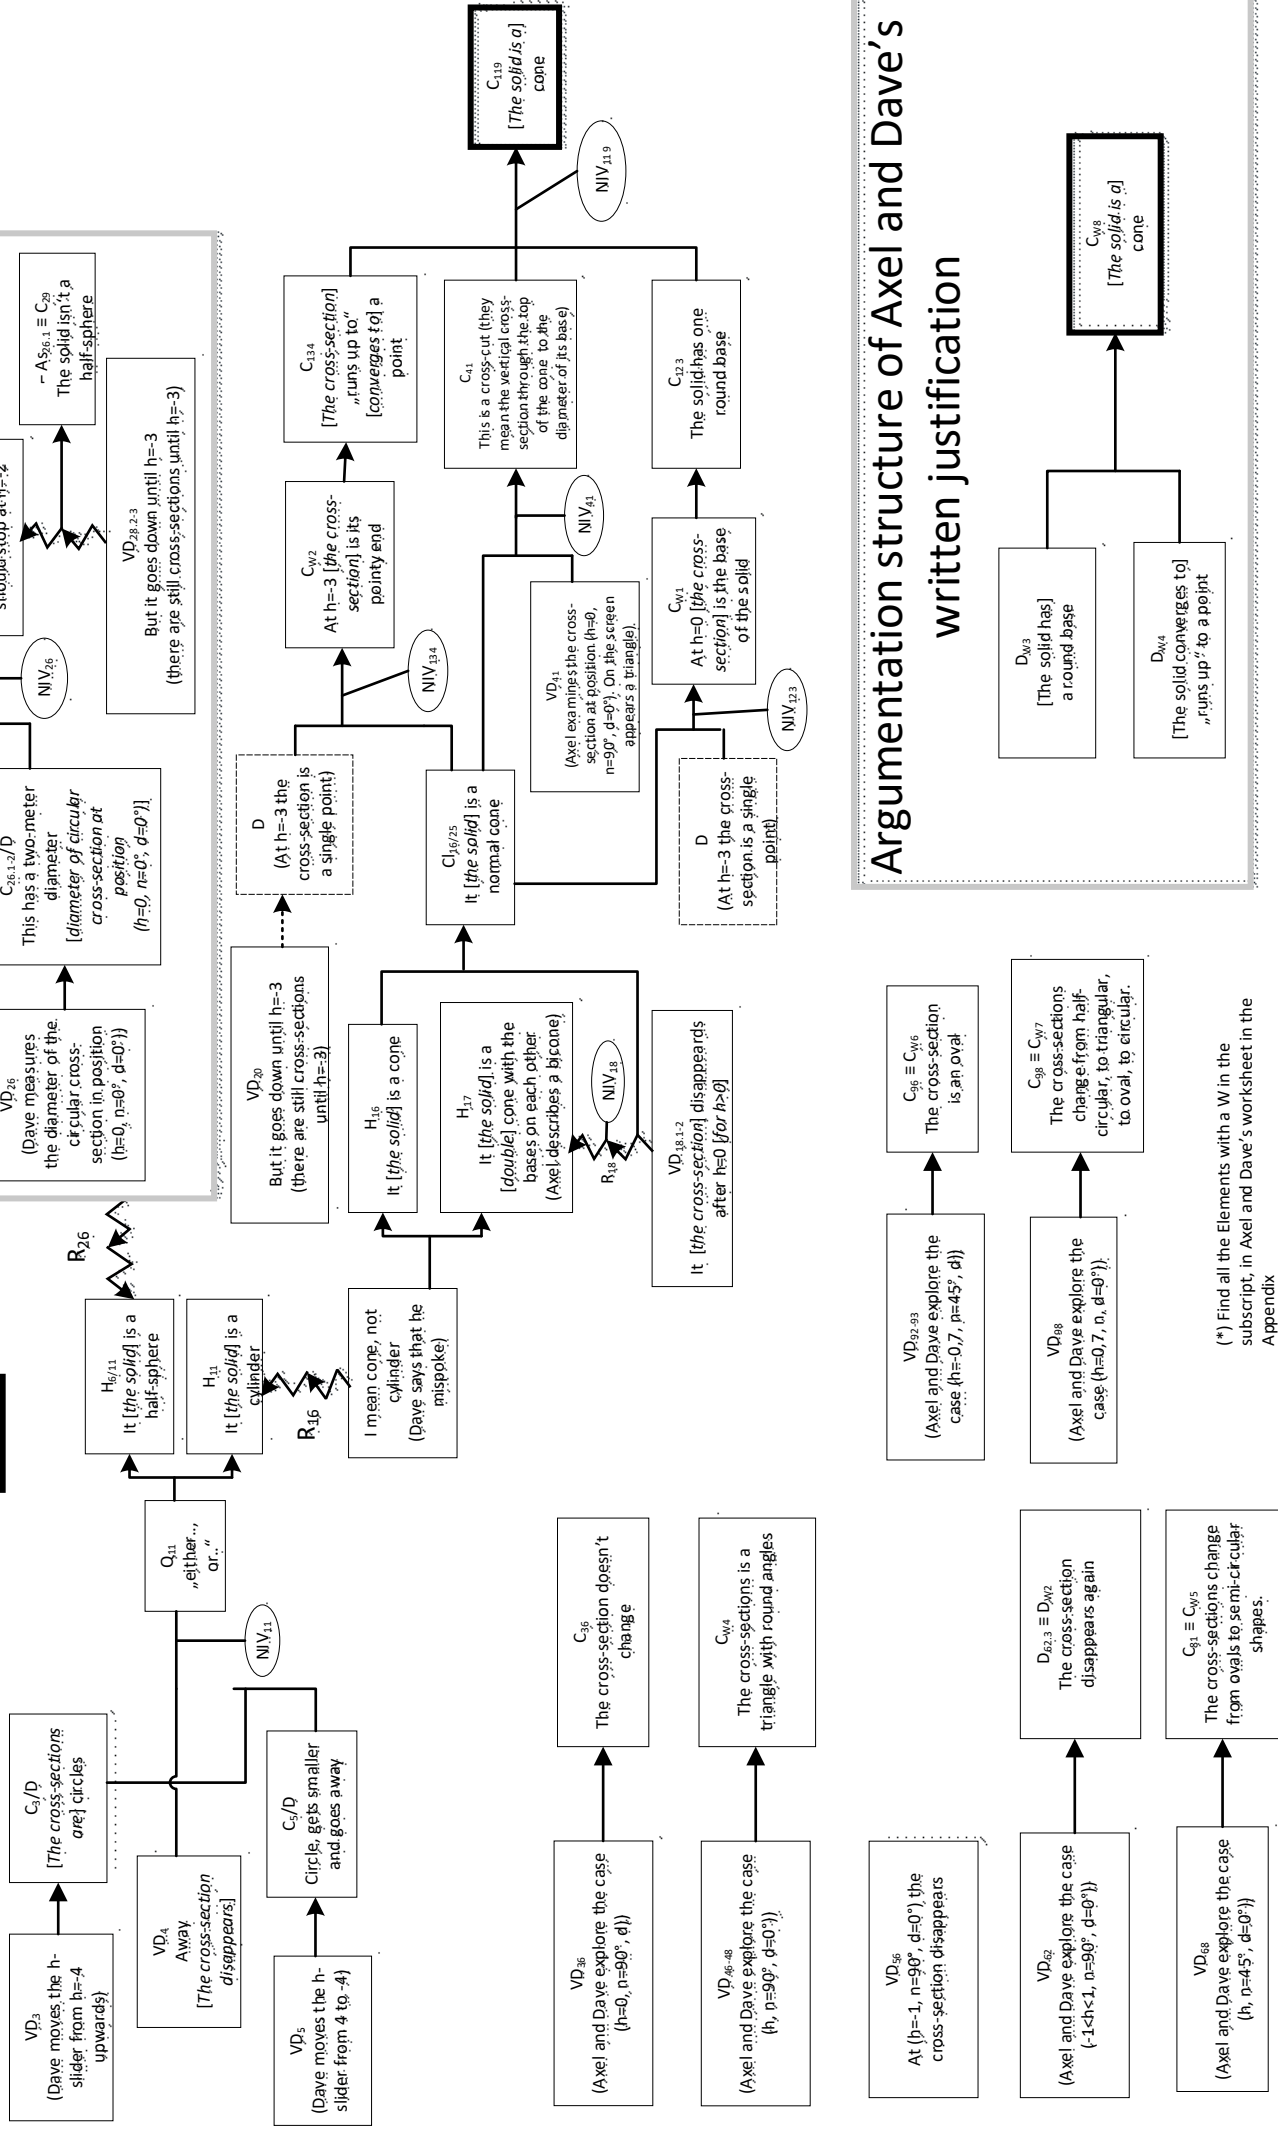 VD3
(Dave moves the h-
slider from h=-4
upwards)
C3/D
[The cross-sections
are] circles
VD4
Away
[The cross-section
disappears]
VD5
(Dave moves the h-
slider from 4 to -4)
C5/D
Circle, gets smaller
and goes away
NIV11
Q11
„either..,
or..“
H6/11
It [the solid] is a
half-sphere
H11
It [the solid] is a
cylinder
R26
R16
I mean cone, not
cylinder
(Dave says that he
mispoke)
VD26
(Dave measures
the diameter of the
circular cross-
section in position
(h=0, n=0°, d=0°))
C26.1-2/D
This has a two-meter
diameter
[diameter of circular
cross-section at
position
(h=0, n=0°, d=0°)]
NIV26
VD28.2-3
But it goes down until h=-3
(there are still cross-sections until h=-3)
⌐ As26.1 ≡ C29
The solid isn't a
half-sphere
VD20
But it goes down until h=-3
(there are still cross-sections
until h=-3)
D
(At h=-3 the
cross-section is
a single point)
H16
It [the solid] is a cone
H17
It [the solid] is a
[double] cone with the
bases on each other
(Axel describes a bicone)
R18
NIV18
VD18.1-2
It [the cross-section] disappeards
after h=0 [for h>0]
CI16/25
It [the solid] is a
normal cone
D
(At h=-3 the cross-
section is a single
point)
NIV134
CW2
At h=-3 [the cross-
section] is its
pointy end
C134
[The cross-section]
„runs up to“
[converges to] a
point
VD41
(Axel examines the cross-
section at position (h=0,
n=90°, d=0°). On the screen
appears a triangle)
NIV41
C41
This is a cross-cut (they
mean the vertical cross-
section through the top
of the cone to the
diameter of its base)
NIV123
CW1
At h=0 [the cross-
section] is the base
of the solid
C123
The solid has one
round base
NIV119
C119
[The solid is a]
cone
VD36
(Axel and Dave explore the case
(h=0, n=90°, d))
C36
The cross-section doesn't
change
VD46-48
(Axel and Dave explore the case
(h, n=90°, d=0°))
CW4
The cross-sections is a
triangle with round angles
VD56
At (h=-1, n=90°, d=0°) the
cross-section disappears
VD62
(Axel and Dave explore the case
(-1<h<1, n=90°, d=0°))
D62.3 ≡ DW2
The cross-section
disappears again
VD68
(Axel and Dave explore the case
(h, n=45°, d=0°))
C81 ≡ CW5
The cross-sections change
from ovals to semi-circular
shapes.
VD92-93
(Axel and Dave explore the
case (h=-0,7, n=45°, d))
C96 ≡ CW6
The cross-section
is an oval
VD98
(Axel and Dave explore the
case (h=0,7, n, d=0°))
C98 ≡ CW7
The cross-sections
change from half-
circular, to triangular,
to oval, to circular.
(*) Find all the Elements with a W in the
subscript, in Axel and Dave's worksheet in the
Appendix
Argumentation structure of Axel and Dave's
written justification
DW3
[The solid has]
a round base
DW4
[The solid converges to]
„runs up“ to a point
CW8
[The solid is a]
cone